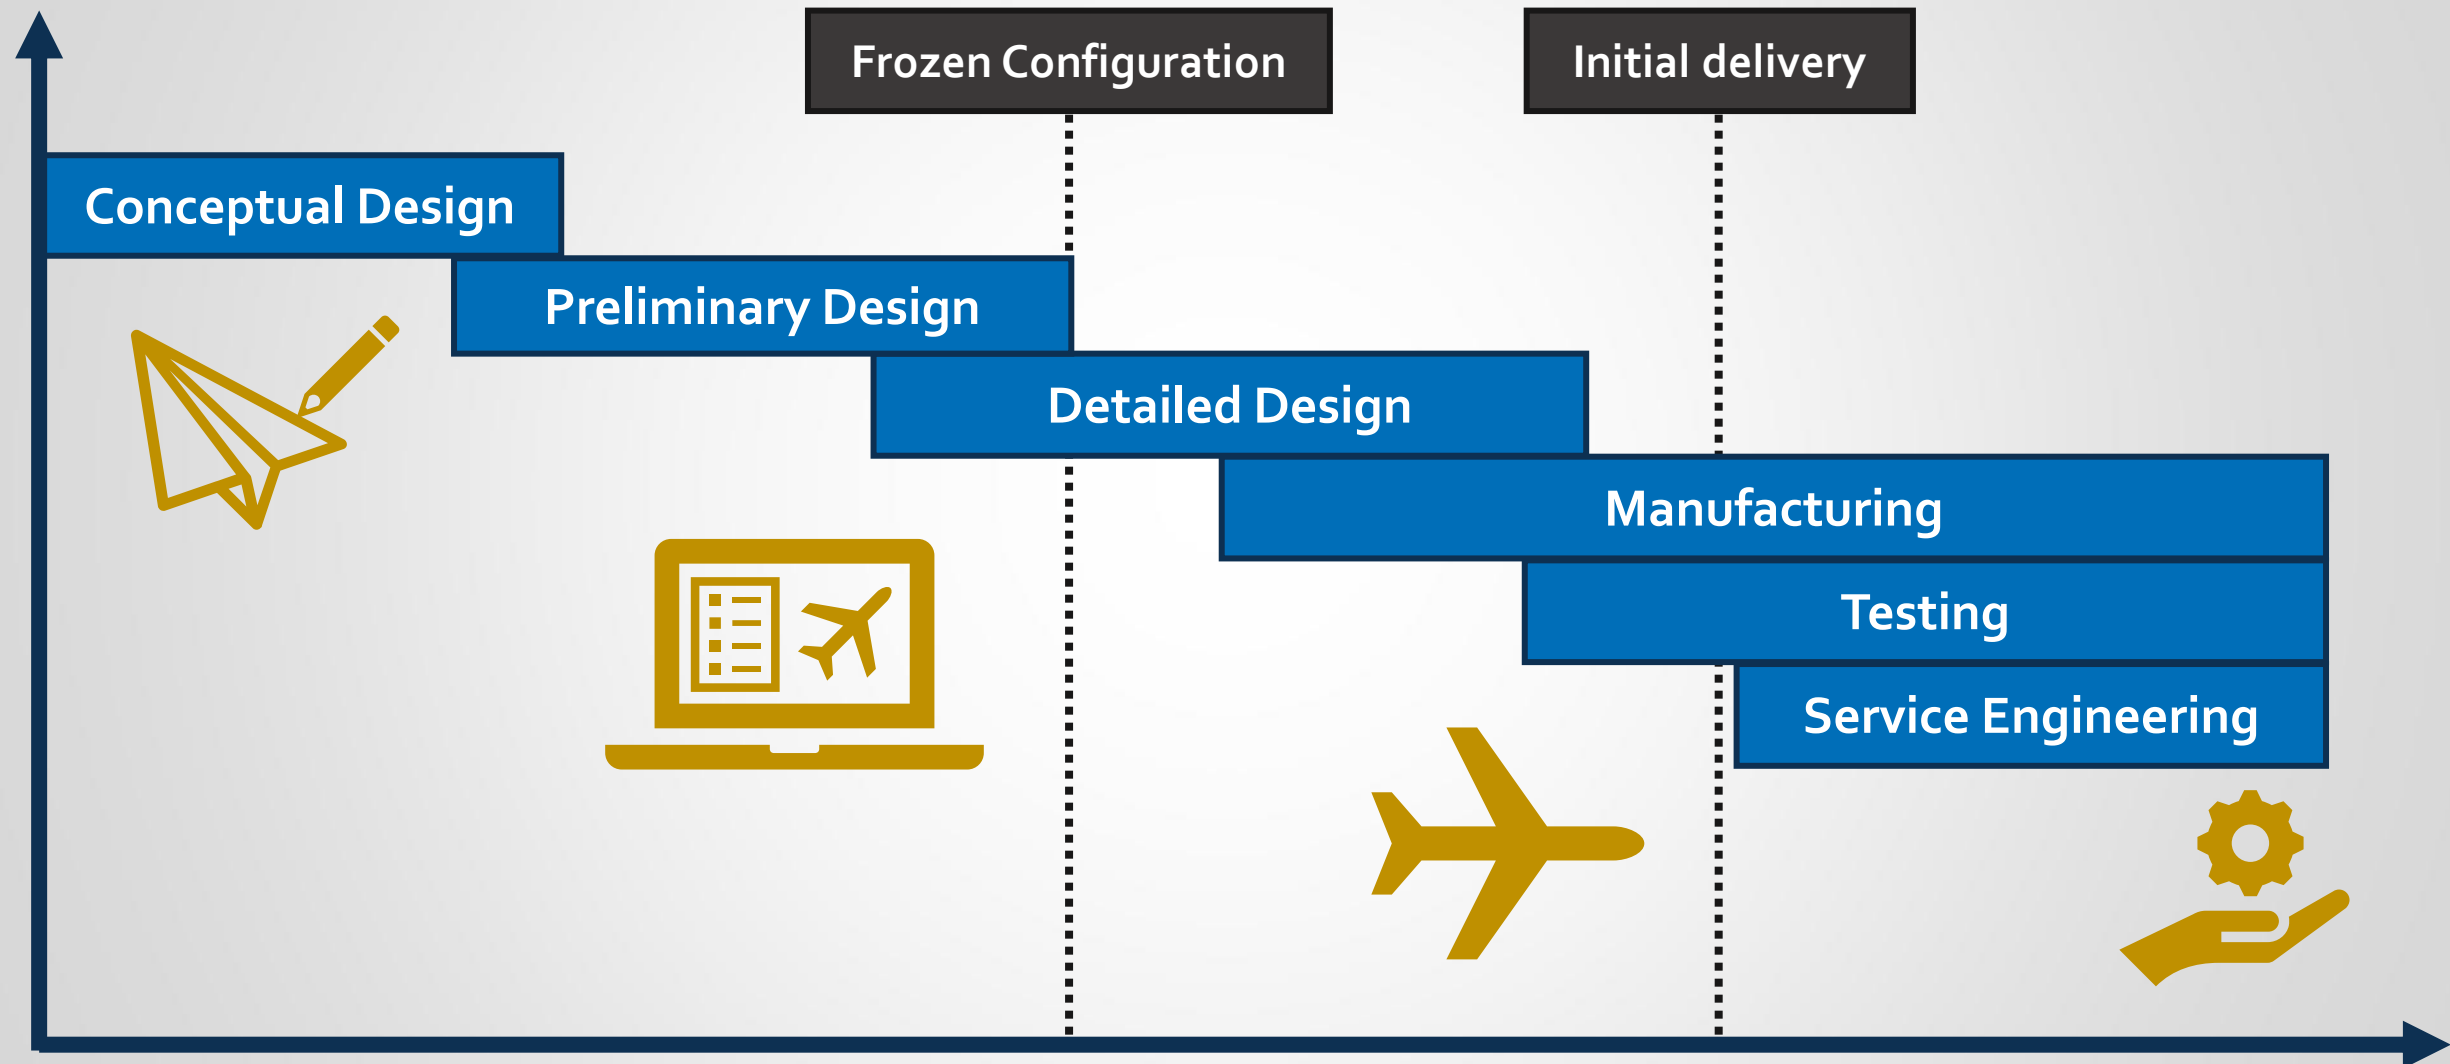 Frozen Configuration
Initial delivery
Conceptual Design
Preliminary Design
Detailed Design
Manufacturing
Testing
Service Engineering